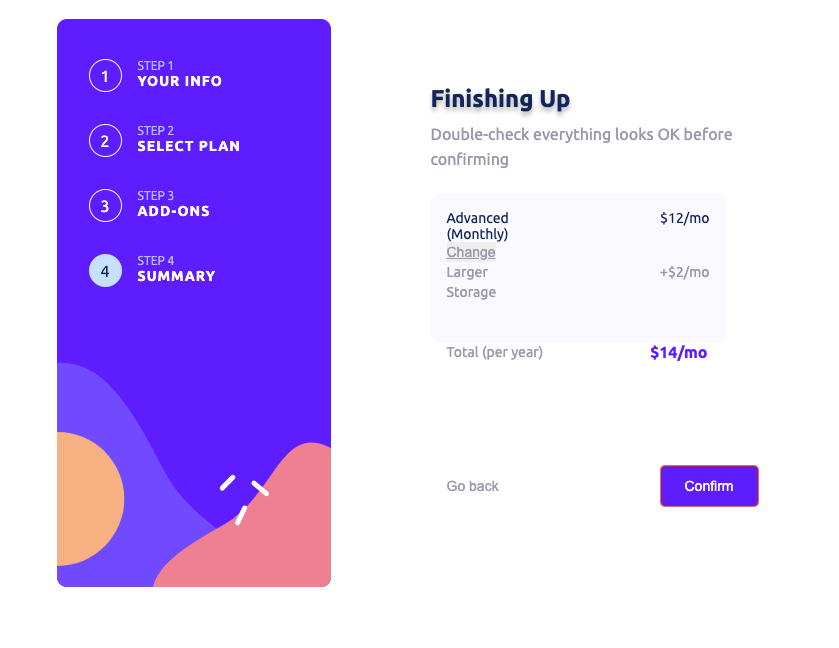 1
STEP 1
YOUR INFO
2
STEP 2
SELECT PLAN
3
STEP 3
ADD-ONS
4
STEP 4
SUMMARY
Finishing Up
Double-check everything looks OK before
confirming
Advanced
(Monthly)
$12/mo
Change
Larger
Storage
+$2/mo
Total (per year)
$14/mo
Go back
Confirm